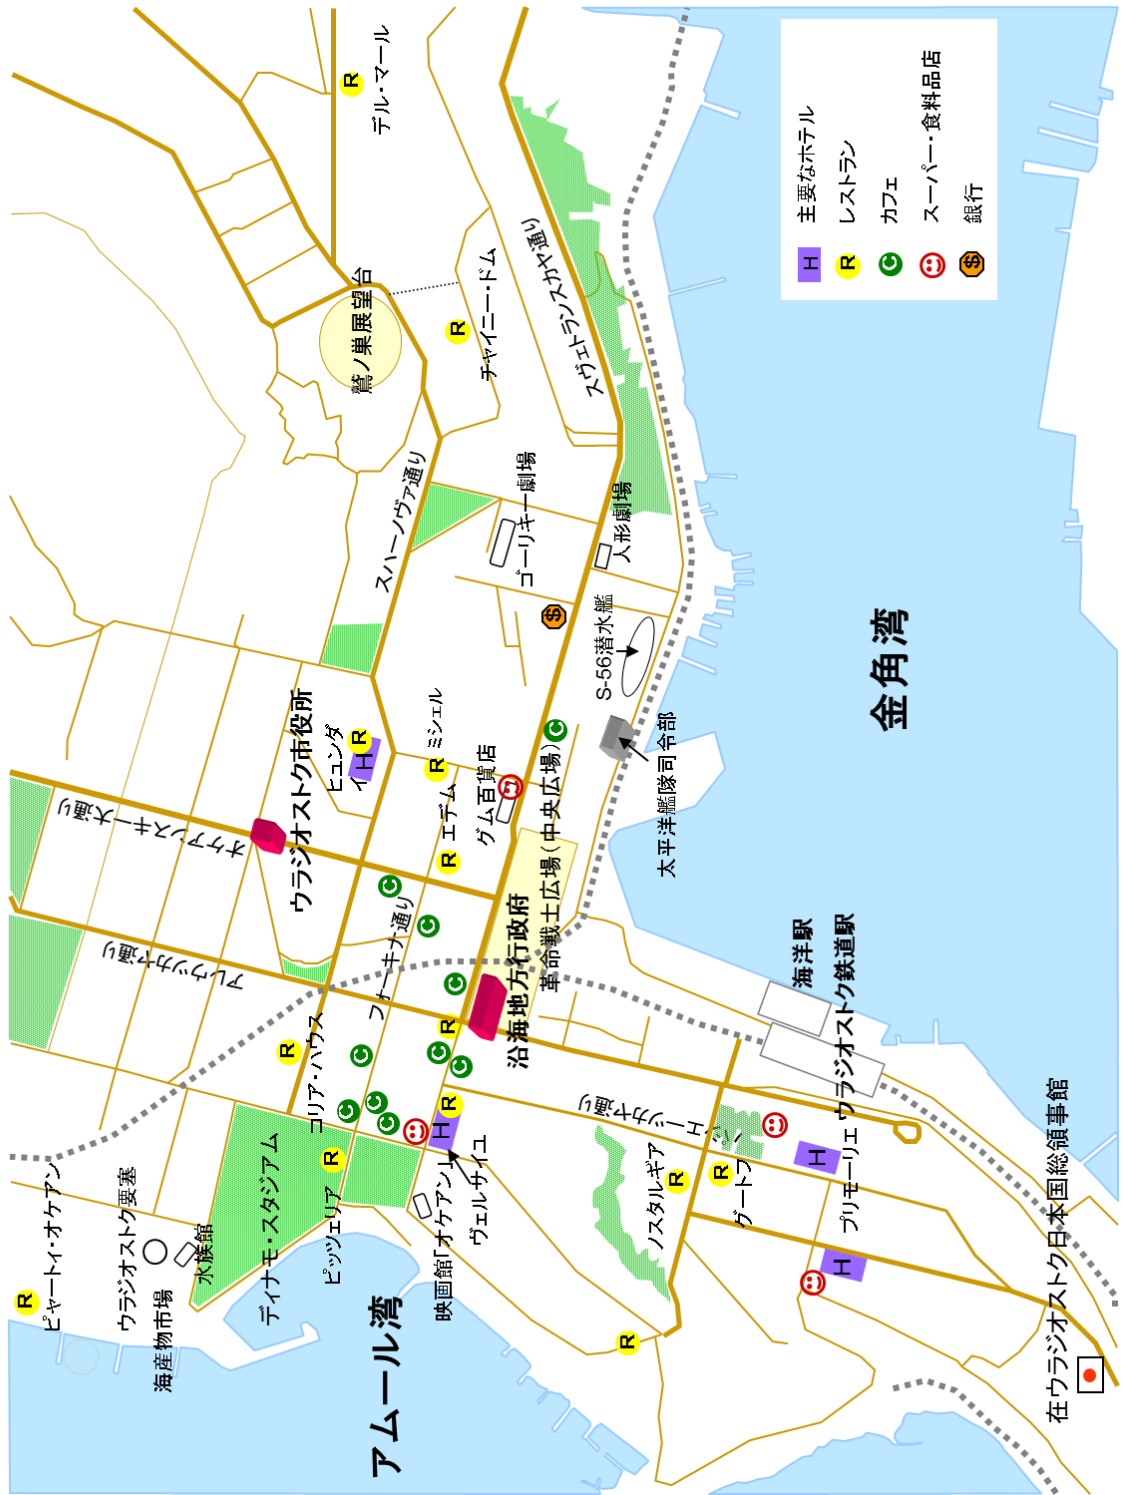 デル・マール
鷲ノ巣展望台
チャイニー・ドム
スヴェトランスカヤ通り
H 主要なホテル
R レストラン
C カフェ
スーパー・食料品店
$ 銀行
スハーノヴァ通り
ゴーリキー劇場
人形劇場
S-56潜水艦
金角湾
太平洋艦隊司令部
オケアンスキー大通り
ウラジオストク市役所
ヒュンダ
イ
ミシェル
エデム
グム百貨店
革命戦士広場(中央広場)
アレウツカヤ通り
フォーキナ通り
沿海地方行政府
海洋駅
ウラジオストク鉄道駅
コリア・ハウス
ピャートィ・オケアン
ウラジオストク要塞
海産物市場
水族館
ディナモ・スタジアム
ピッツェリア
アムール湾
映画館「オケアン」
ヴェルサイユ
ノスタルギア
グートフ
プリモーリエ
在ウラジオストク日本国総領事館